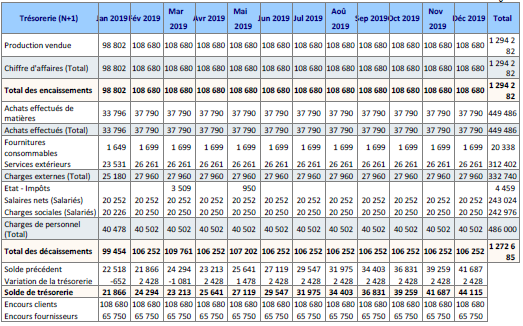 Trésorerie (N+1) Jan 2019 Fév 2019 Mar 2019 Avr 2019 Mai 2019 Jun 2019 Jul 2019 Aoû 2019 Sep 2019 Oct 2019 Nov 2019 Déc 2019 Total
Production vendue 98 802 108 680 108 680 108 680 108 680 108 680 108 680 108 680 108 680 108 680 108 680 108 680 1 294 2 82
Chiffre d'affaires (Total) 98 802 108 680 108 680 108 680 108 680 108 680 108 680 108 680 108 680 108 680 108 680 108 680 1 294 2 82
Total des encaissements 98 802 108 680 108 680 108 680 108 680 108 680 108 680 108 680 108 680 108 680 108 680 108 680 1 294 2 82
Achats effectués de matières 33 796 37 790 37 790 37 790 37 790 37 790 37 790 37 790 37 790 37 790 37 790 37 790 449 486
Achats effectués (Total) 33 796 37 790 37 790 37 790 37 790 37 790 37 790 37 790 37 790 37 790 37 790 37 790 449 486
Fournitures consommables 1 649 1 699 1 699 1 699 1 699 1 699 1 699 1 699 1 699 1 699 1 699 1 699 20 338
Services extérieurs 23 531 26 261 26 261 26 261 26 261 26 261 26 261 26 261 26 261 26 261 26 261 26 261 312 402
Charges externes (Total) 25 180 27 960 27 960 27 960 27 960 27 960 27 960 27 960 27 960 27 960 27 960 27 960 332 740
Etat - Impôts 3 509 950 4 459
Salaires nets (Salariés) 20 252 20 252 20 252 20 252 20 252 20 252 20 252 20 252 20 252 20 252 20 252 20 252 243 024
Charges sociales (Salariés) 20 226 20 250 20 250 20 250 20 250 20 250 20 250 20 250 20 250 20 250 20 250 20 250 242 976
Charges de personnel (Total) 40 478 40 502 40 502 40 502 40 502 40 502 40 502 40 502 40 502 40 502 40 502 40 502 486 000
Total des décaissements 99 454 106 252 109 761 106 252 107 202 106 252 106 252 106 252 106 252 106 252 106 252 106 252 1 272 6 85
Solde précédent 22 518 21 866 24 294 23 213 25 641 27 119 29 547 31 975 34 403 36 831 39 259 41 687
Variation de la trésorerie -652 2 428 -1 081 2 428 1 478 2 428 2 428 2 428 2 428 2 428 2 428 2 428
Solde de trésorerie 21 866 24 294 23 213 25 641 27 119 29 547 31 975 34 403 36 831 39 259 41 687 44 115
Encours clients 108 680 108 680 108 680 108 680 108 680 108 680 108 680 108 680 108 680 108 680 108 680 108 680
Encours fournisseurs 65 750 65 750 65 750 65 750 65 750 65 750 65 750 65 750 65 750 65 750 65 750 65 750